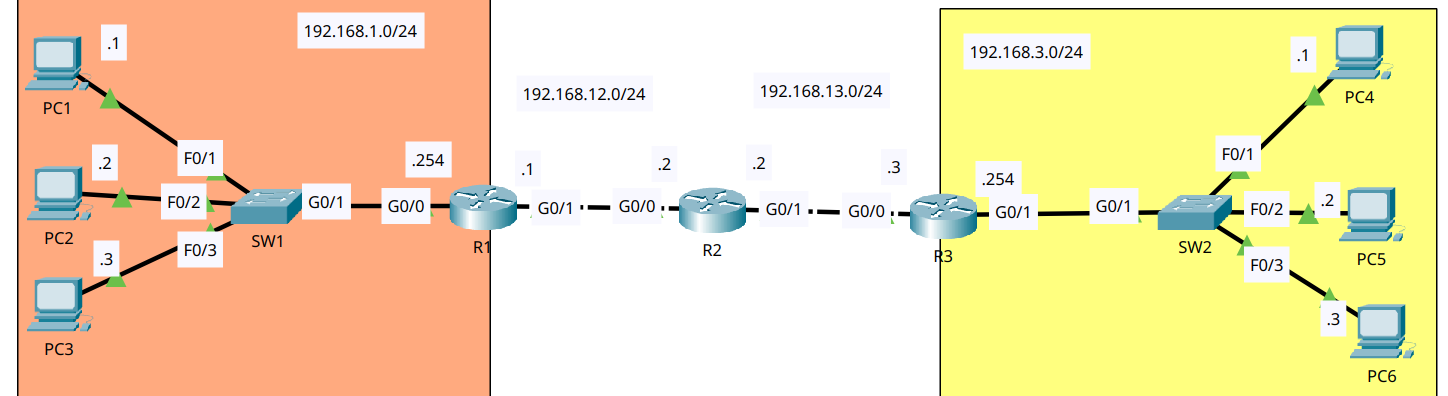 192.168.1.0/24
.1
PC1
F0/1
.2
F0/2
PC2
.3
F0/3
PC3
SW1
G0/1
.254
G0/0
R1
192.168.12.0/24
.1
G0/1
.2
G0/0
R2
192.168.13.0/24
.2
G0/1
.3
G0/0
R3
192.168.3.0/24
.254
G0/1
G0/1
SW2
F0/1
.1
PC4
F0/2
.2
PC5
F0/3
.3
PC6